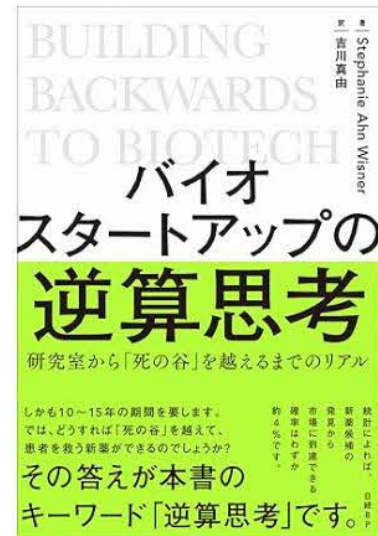 BUILDING
BACKWARDS
TO BIOTECH
著 Stephanie Ahn Wisner
訳 吉川真由
バイオ
スタートアップの
逆算思考
研究室から「死の谷」を越えるまでのリアル
統計によれば、
新薬候補の
発見から
市場に到達できる
確率はわずか
約4%です。
しかも10〜15年の期間を要します。
では、どうすれば「死の谷」を越えて、
患者を救う新薬ができるのでしょうか?
その答えが本書の
キーワード「逆算思考」です。
日経BP